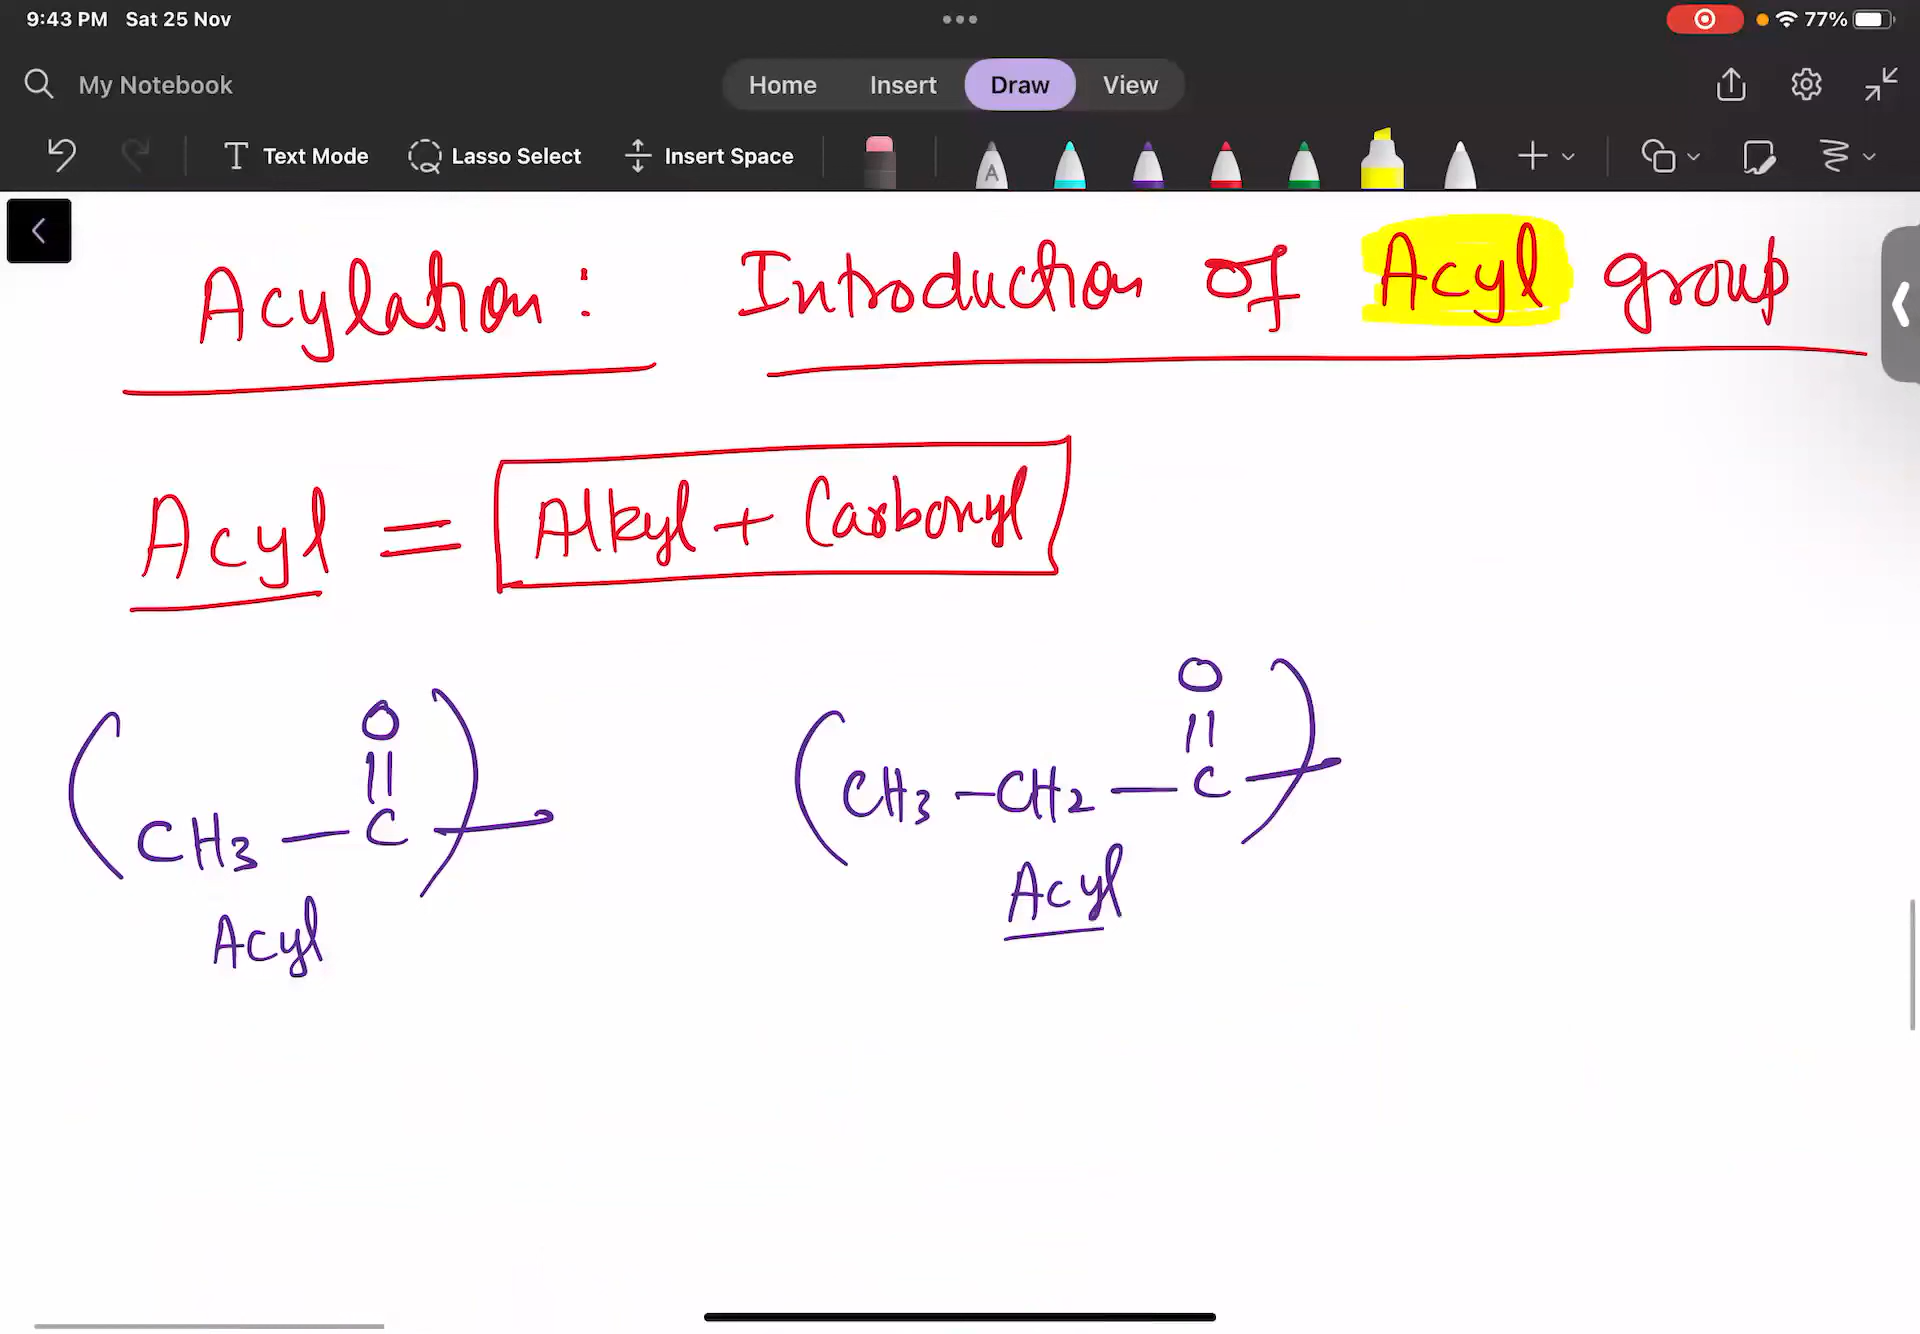 9:43 PM Sat 25 Nov
77%
My Notebook
Home Insert Draw View
Text Mode Lasso Select Insert Space
A
Acylation: Introduction of Acyl group
Acyl = Alkyl + Carbonyl
O
||
(CH3 — C)—
Acyl
O
||
(CH3 — CH2 — C)—
Acyl